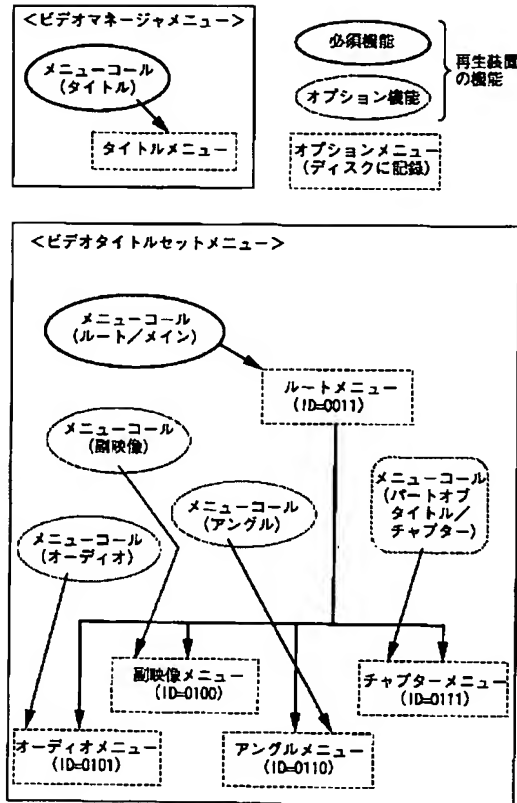 ＜ビデオマネージャメニュー＞
メニューコール
（タイトル）
タイトルメニュー
必須機能
オプション機能
再生装置
の機能
オプションメニュー
（ディスクに記録）
＜ビデオタイトルセットメニュー＞
メニューコール
（ルート／メイン）
ルートメニュー
（ID=0011）
メニューコール
（副映像）
メニューコール
（アングル）
メニューコール
（パートオブ
タイトル／
チャプター）
メニューコール
（オーディオ）
副映像メニュー
（ID=0100）
チャプターメニュー
（ID=0111）
オーディオメニュー
（ID=0101）
アングルメニュー
（ID=0110）